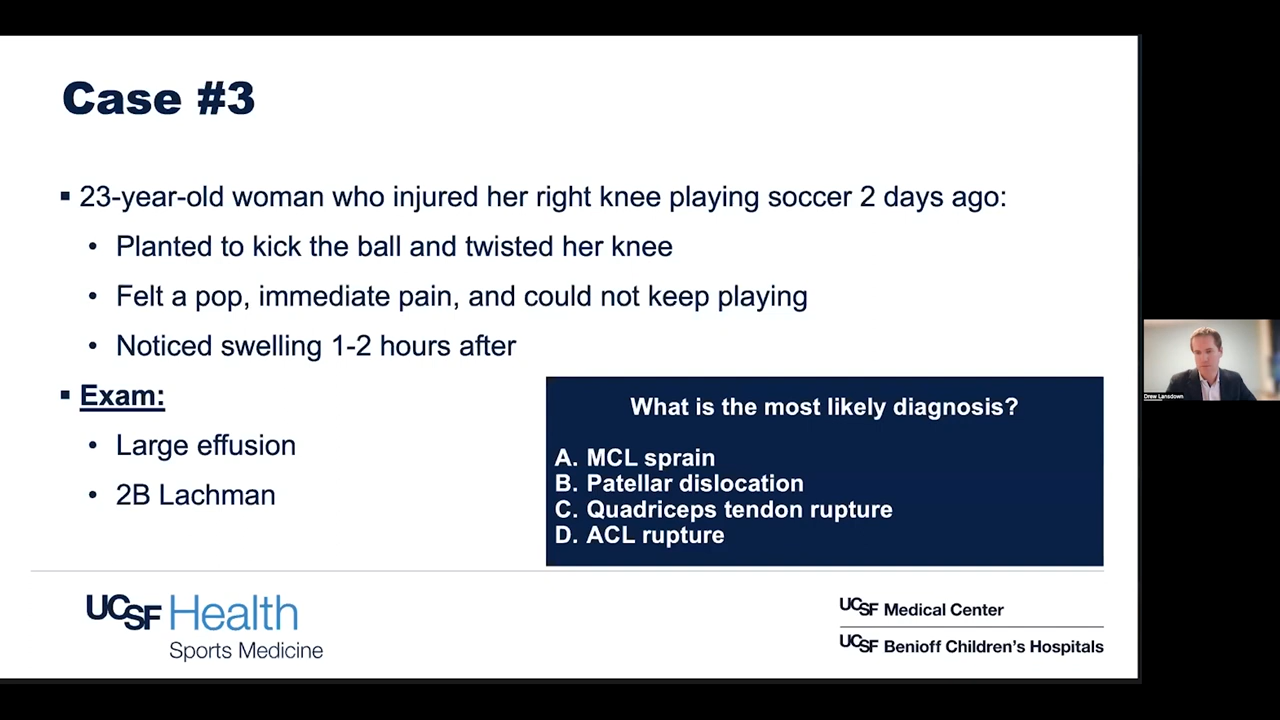 Case #3
▪ 23-year-old woman who injured her right knee playing soccer 2 days ago:
• Planted to kick the ball and twisted her knee
• Felt a pop, immediate pain, and could not keep playing
• Noticed swelling 1-2 hours after
▪ Exam:
• Large effusion
• 2B Lachman
What is the most likely diagnosis?
A. MCL sprain
B. Patellar dislocation
C. Quadriceps tendon rupture
D. ACL rupture
UCSF Health
Sports Medicine
UCSF Medical Center
UCSF Benioff Children's Hospitals
Drew Lansdown